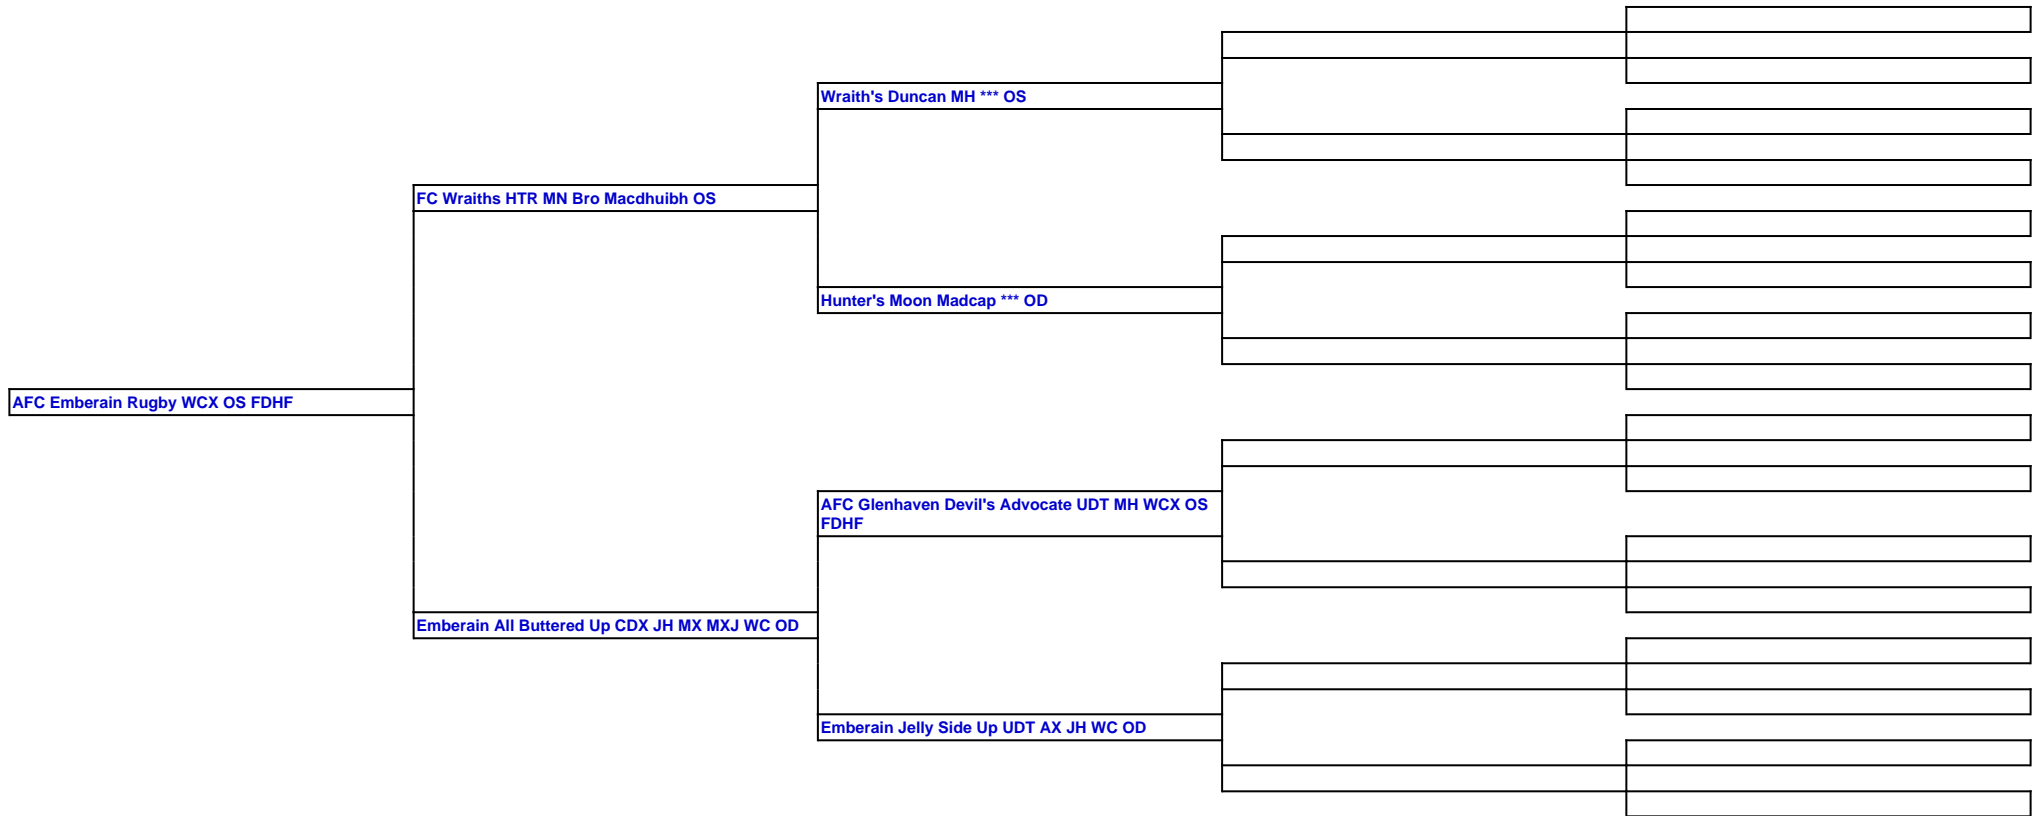 Wraith's Duncan MH *** OS
FC Wraiths HTR MN Bro Macdhuibh OS
Hunter's Moon Madcap *** OD
AFC Emberain Rugby WCX OS FDHF
AFC Glenhaven Devil's Advocate UDT MH WCX OS
FDHF
Emberain All Buttered Up CDX JH MX MXJ WC OD
Emberain Jelly Side Up UDT AX JH WC OD